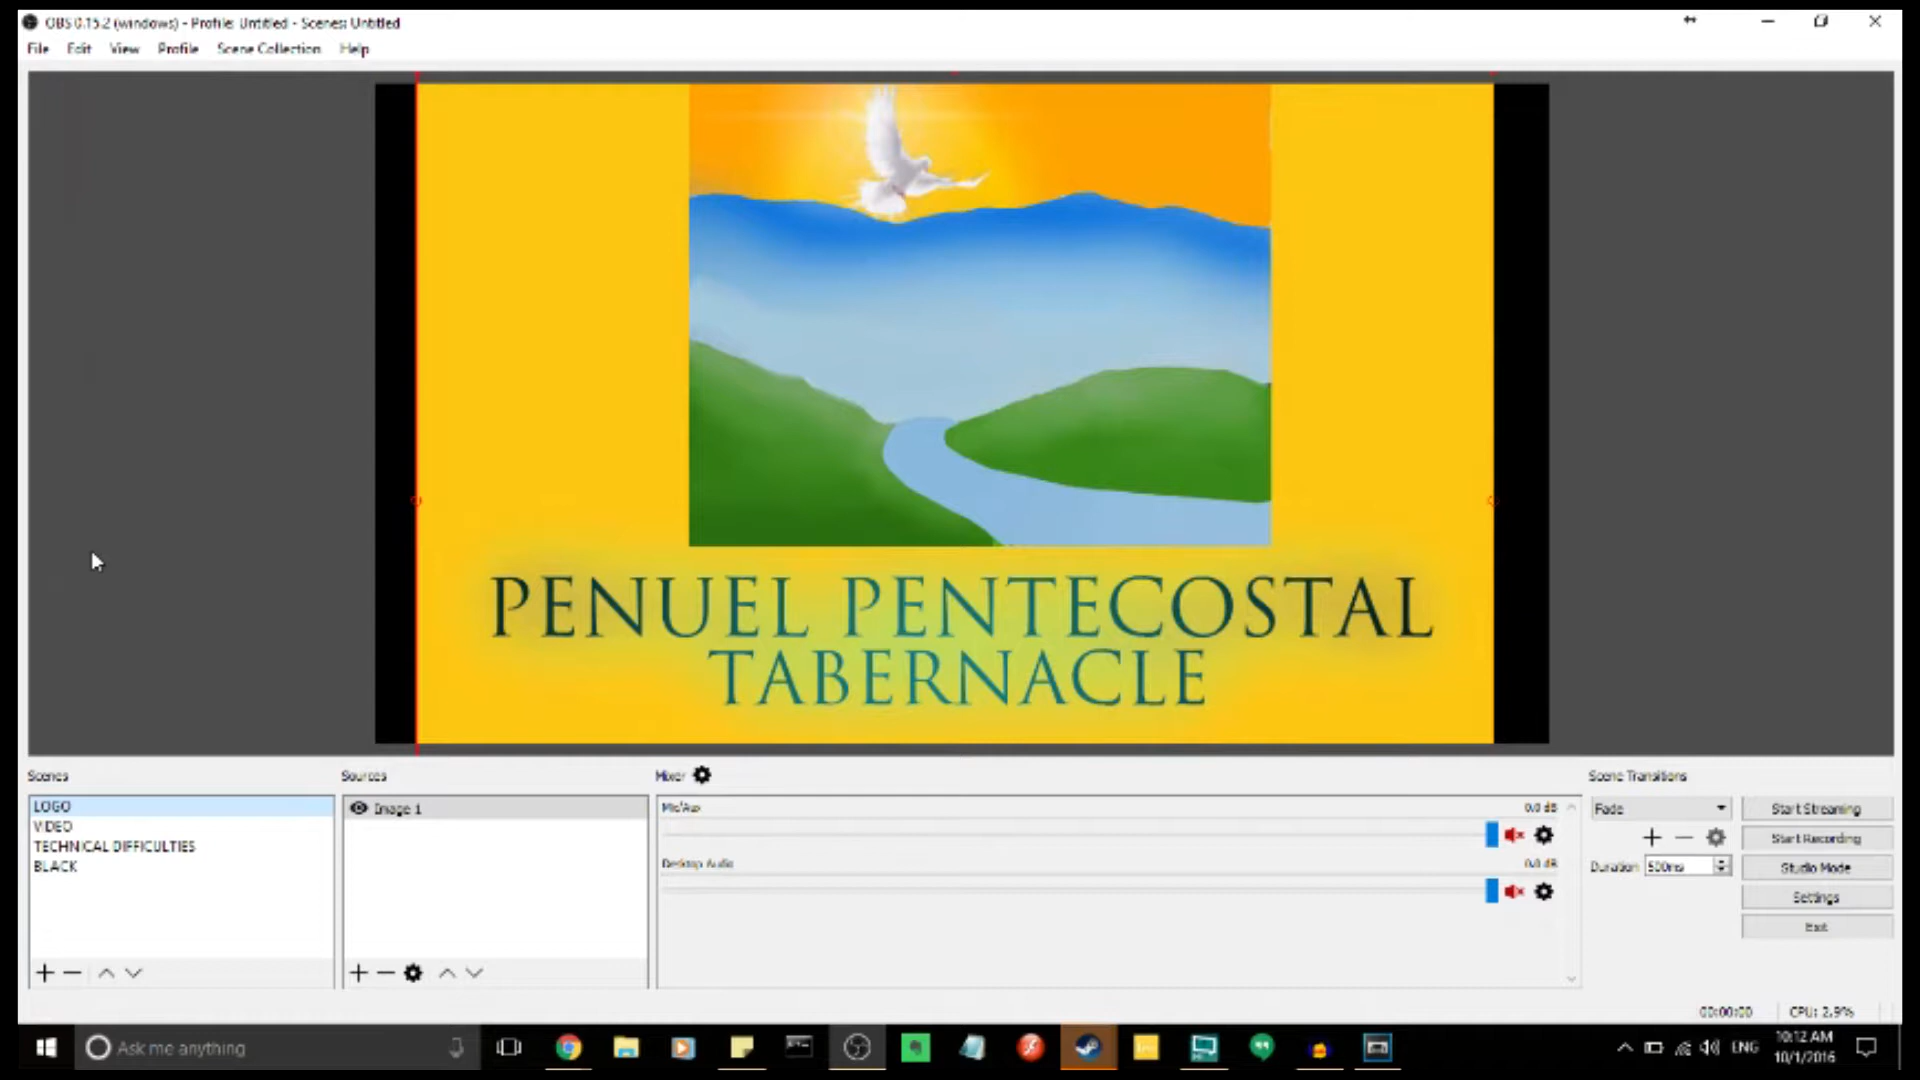 OBS 0.15.2 (windows) - Profile: Untitled - Scenes: Untitled
File Edit View Profile Scene Collection Help
PENUEL PENTECOSTAL
TABERNACLE
Scenes
LOGO
VIDEO
TECHNICAL DIFFICULTIES
BLACK
Sources
Image 1
Mixer
Mic/Aux 0.0 dB
Desktop Audio 0.0 dB
Scene Transitions
Fade
Duration 500ms
Start Streaming
Start Recording
Studio Mode
Settings
Exit
00:00:00 CPU: 2.9%
Ask me anything
ENG
10:12 AM
10/1/2016